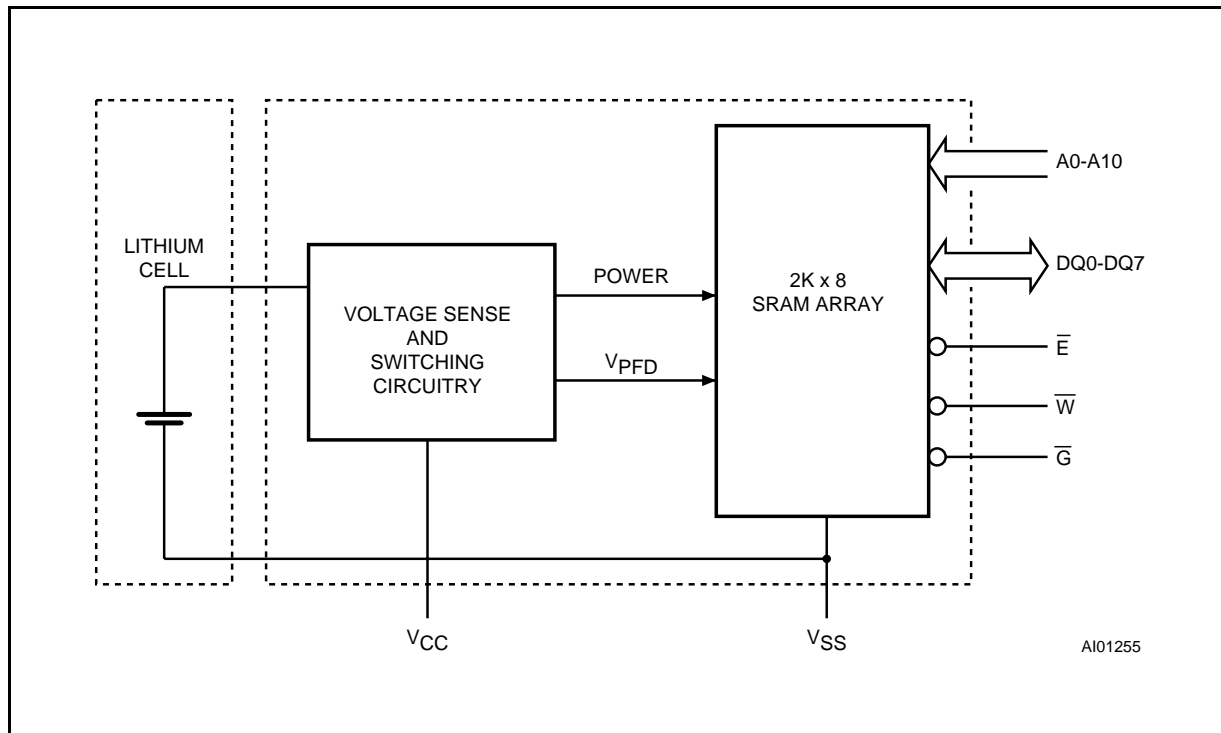 LITHIUM
CELL
VOLTAGE SENSE
AND
SWITCHING
CIRCUITRY
POWER
VPFD
2K x 8
SRAM ARRAY
A0-A10
DQ0-DQ7
E̅
W̅
G̅
VCC
VSS
AI01255